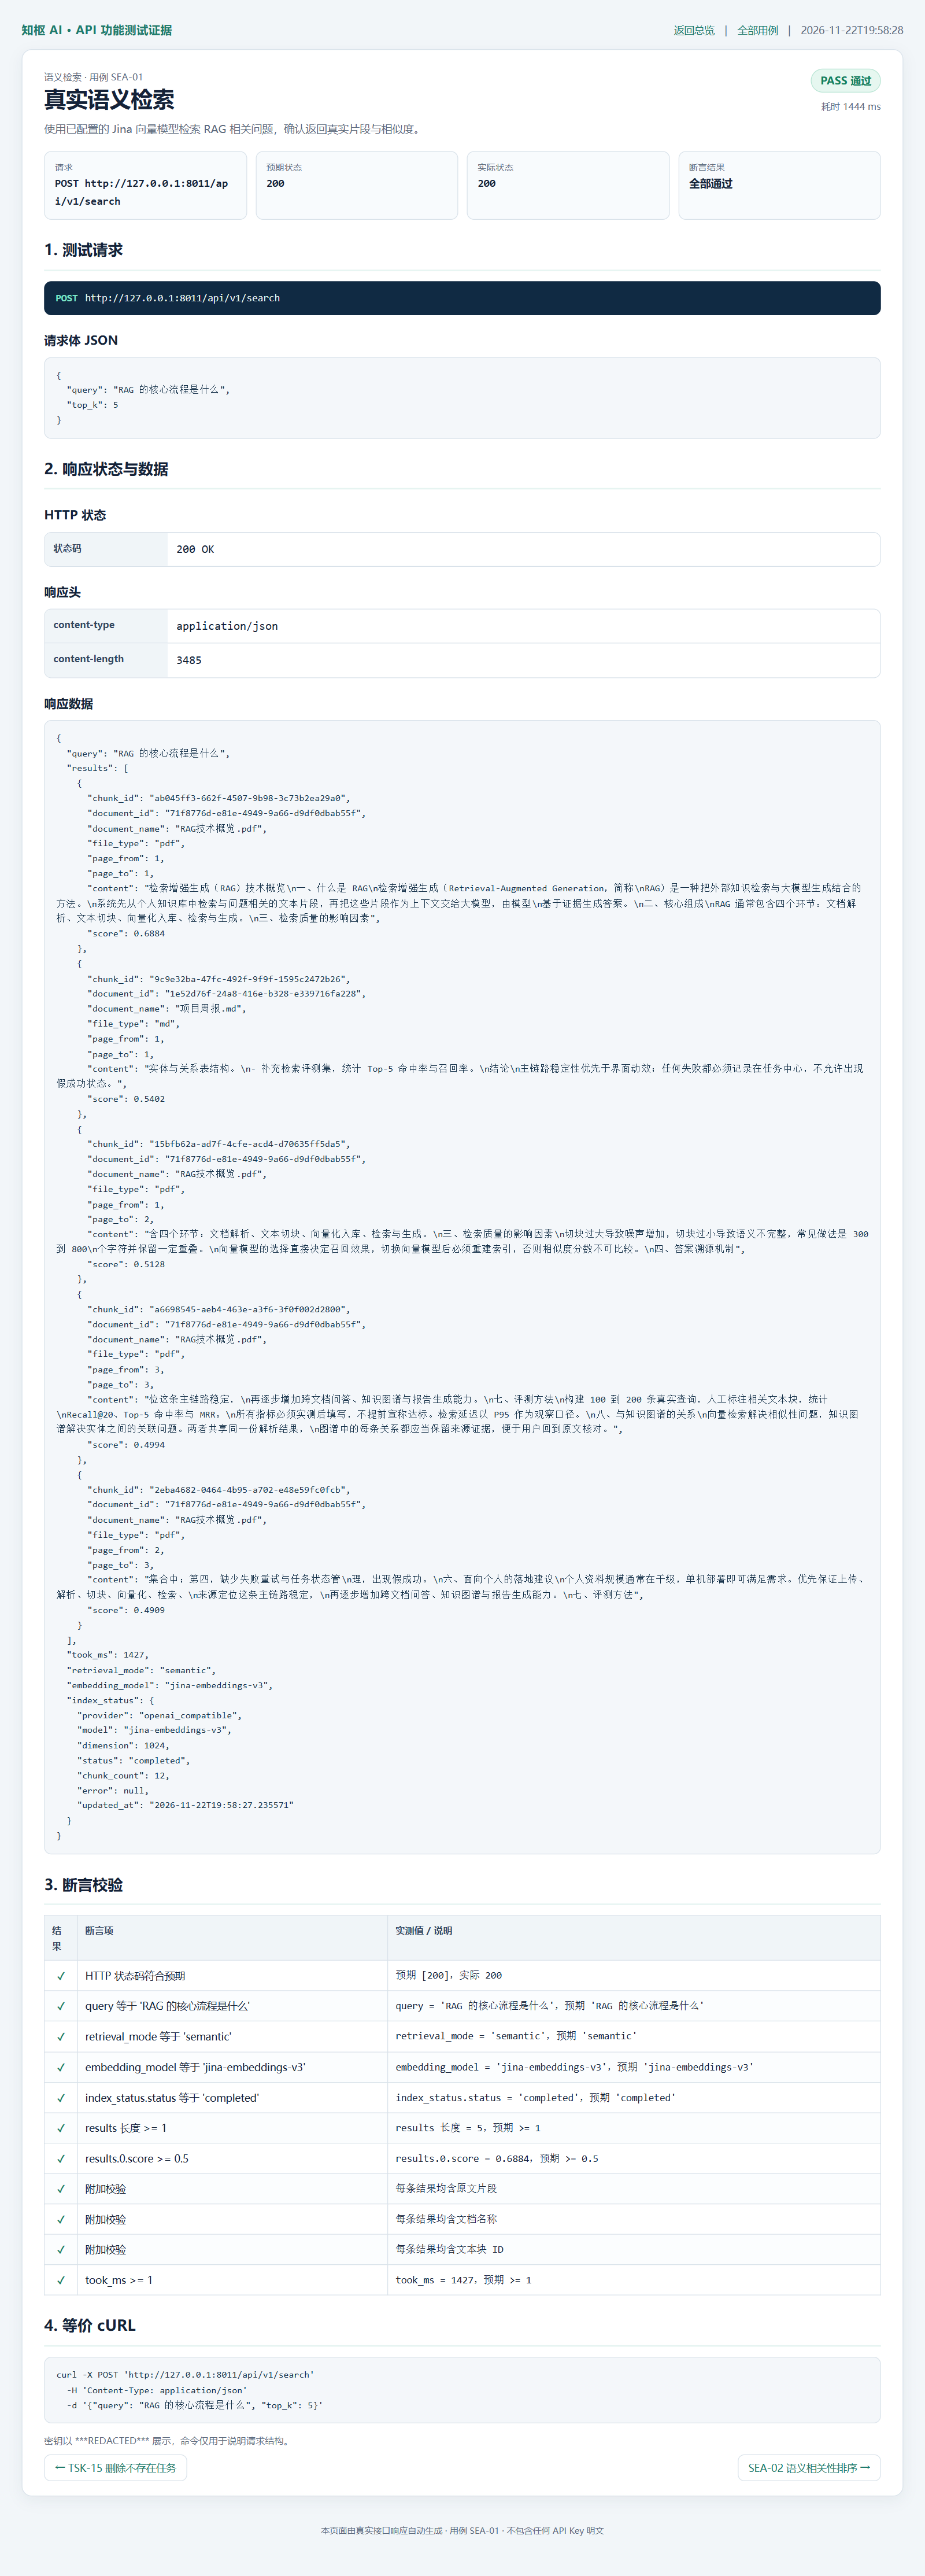 知枢 AI · API 功能测试证据
返回总览 | 全部用例 | 2026-11-22T19:58:28
语义检索 · 用例 SEA-01
真实语义检索
PASS 通过
耗时 1444 ms
使用已配置的 Jina 向量模型检索 RAG 相关问题，确认返回真实片段与相似度。
请求
POST http://127.0.0.1:8011/ap
i/v1/search
预期状态
200
实际状态
200
断言结果
全部通过
1. 测试请求
POST http://127.0.0.1:8011/api/v1/search
请求体 JSON
{
"query": "RAG 的核心流程是什么",
"top_k": 5
}
2. 响应状态与数据
HTTP 状态
状态码 200 OK
响应头
content-type application/json
content-length 3485
响应数据
{
"query": "RAG 的核心流程是什么",
"results": [
{
"chunk_id": "ab045ff3-662f-4507-9b98-3c73b2ea29a0",
"document_id": "71f8776d-e81e-4949-9a66-d9df0dbab55f",
"document_name": "RAG技术概览.pdf",
"file_type": "pdf",
"page_from": 1,
"page_to": 1,
"content": "检索增强生成（RAG）技术概览\n一、什么是 RAG\n检索增强生成（Retrieval-Augmented Generation，简称\nRAG）是一种把外部知识检索与大模型生成结合的
方法。\n系统先从个人知识库中检索与问题相关的文本片段，再把这些片段作为上下文交给大模型，由模型\n基于证据生成答案。\n二、核心组成\nRAG 通常包含四个环节：文档解
析、文本切块、向量化入库、检索与生成。\n三、检索质量的影响因素",
"score": 0.6884
},
{
"chunk_id": "9c9e32ba-47fc-492f-9f9f-1595c2472b26",
"document_id": "1e52d76f-24a8-416e-b328-e339716fa228",
"document_name": "项目周报.md",
"file_type": "md",
"page_from": 1,
"page_to": 1,
"content": "实体与关系表结构。\n- 补充检索评测集，统计 Top-5 命中率与召回率。\n结论\n主链路稳定性优先于界面动效；任何失败都必须记录在任务中心，不允许出现
假成功状态。",
"score": 0.5402
},
{
"chunk_id": "15bfb62a-ad7f-4cfe-acd4-d70635ff5da5",
"document_id": "71f8776d-e81e-4949-9a66-d9df0dbab55f",
"document_name": "RAG技术概览.pdf",
"file_type": "pdf",
"page_from": 1,
"page_to": 2,
"content": "含四个环节：文档解析、文本切块、向量化入库、检索与生成。\n三、检索质量的影响因素\n切块过大导致噪声增加，切块过小导致语义不完整，常见做法是 300
到 800\n个字符并保留一定重叠。\n向量模型的选择直接决定召回效果，切换向量模型后必须重建索引，否则相似度分数不可比较。\n四、答案溯源机制",
"score": 0.5128
},
{
"chunk_id": "a6698545-aeb4-463e-a3f6-3f0f002d2800",
"document_id": "71f8776d-e81e-4949-9a66-d9df0dbab55f",
"document_name": "RAG技术概览.pdf",
"file_type": "pdf",
"page_from": 3,
"page_to": 3,
"content": "位这条主链路稳定，\n再逐步增加跨文档问答、知识图谱与报告生成能力。\n七、评测方法\n构建 100 到 200 条真实查询，人工标注相关文本块，统计
\nRecall@20、Top-5 命中率与 MRR。\n所有指标必须实测后填写，不提前宣称达标。检索延迟以 P95 作为观察口径。\n八、与知识图谱的关系\n向量检索解决相似性问题，知识图
谱解决实体之间的关联问题。两者共享同一份解析结果，\n图谱中的每条关系都应当保留来源证据，便于用户回到原文核对。",
"score": 0.4994
},
{
"chunk_id": "2eba4682-0464-4b95-a702-e48e59fc0fcb",
"document_id": "71f8776d-e81e-4949-9a66-d9df0dbab55f",
"document_name": "RAG技术概览.pdf",
"file_type": "pdf",
"page_from": 2,
"page_to": 3,
"content": "集合中；第四，缺少失败重试与任务状态管\n理，出现假成功。\n六、面向个人的落地建议\n个人资料规模通常在千级，单机部署即可满足需求。优先保证上传、
解析、切块、向量化、检索、\n来源定位这条主链路稳定，\n再逐步增加跨文档问答、知识图谱与报告生成能力。\n七、评测方法",
"score": 0.4909
}
],
"took_ms": 1427,
"retrieval_mode": "semantic",
"embedding_model": "jina-embeddings-v3",
"index_status": {
"provider": "openai_compatible",
"model": "jina-embeddings-v3",
"dimension": 1024,
"status": "completed",
"chunk_count": 12,
"error": null,
"updated_at": "2026-11-22T19:58:27.235571"
}
}
3. 断言校验
结果 断言项 实测值 / 说明
✓ HTTP 状态码符合预期 预期 [200]，实际 200
✓ query 等于 'RAG 的核心流程是什么' query = 'RAG 的核心流程是什么'，预期 'RAG 的核心流程是什么'
✓ retrieval_mode 等于 'semantic' retrieval_mode = 'semantic'，预期 'semantic'
✓ embedding_model 等于 'jina-embeddings-v3' embedding_model = 'jina-embeddings-v3'，预期 'jina-embeddings-v3'
✓ index_status.status 等于 'completed' index_status.status = 'completed'，预期 'completed'
✓ results 长度 >= 1 results 长度 = 5，预期 >= 1
✓ results.0.score >= 0.5 results.0.score = 0.6884，预期 >= 0.5
✓ 附加校验 每条结果均含原文片段
✓ 附加校验 每条结果均含文档名称
✓ 附加校验 每条结果均含文本块 ID
✓ took_ms >= 1 took_ms = 1427，预期 >= 1
4. 等价 cURL
curl -X POST 'http://127.0.0.1:8011/api/v1/search'
-H 'Content-Type: application/json'
-d '{"query": "RAG 的核心流程是什么", "top_k": 5}'
密钥以 ***REDACTED*** 展示，命令仅用于说明请求结构。
← TSK-15 删除不存在任务
SEA-02 语义相关性排序 →
本页面由真实接口响应自动生成 · 用例 SEA-01 · 不包含任何 API Key 明文